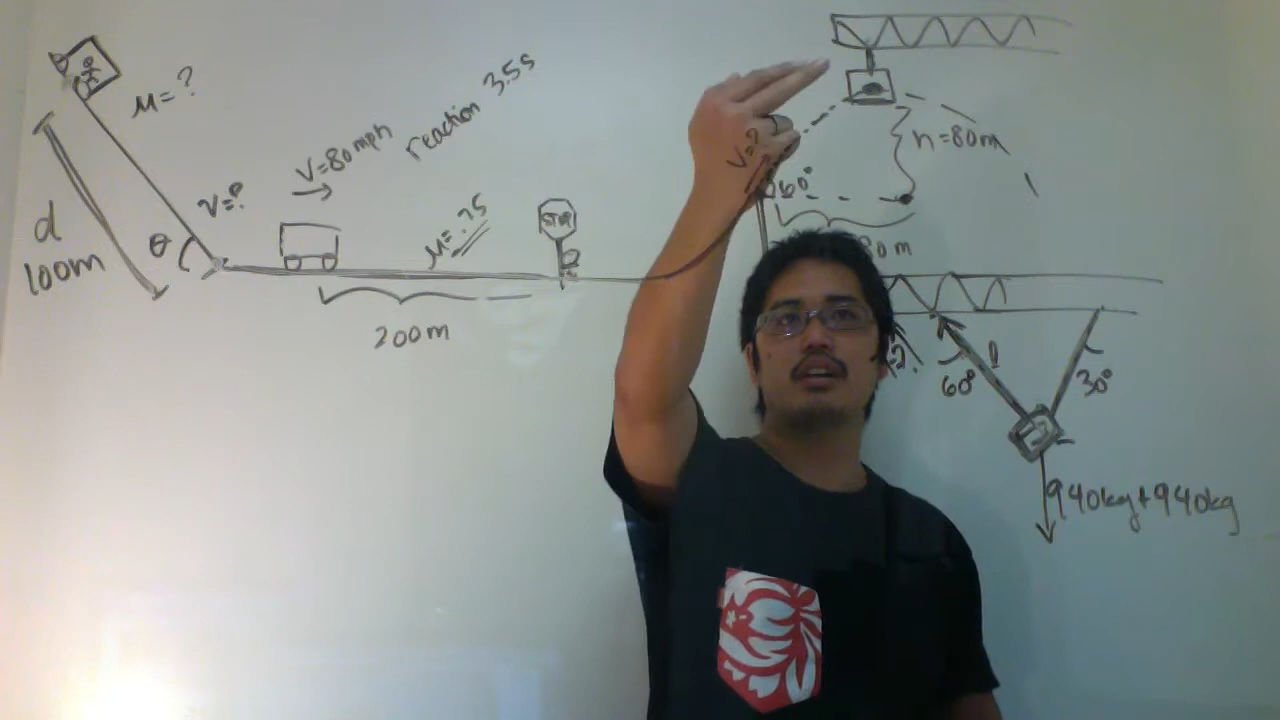 μ=?
V=80mph
reaction 3.5s
V=?
θ
d
100m
μ=.75
STOP
200m
V=?
60°
h=80m
80m
60°
30°
940kg+940kg